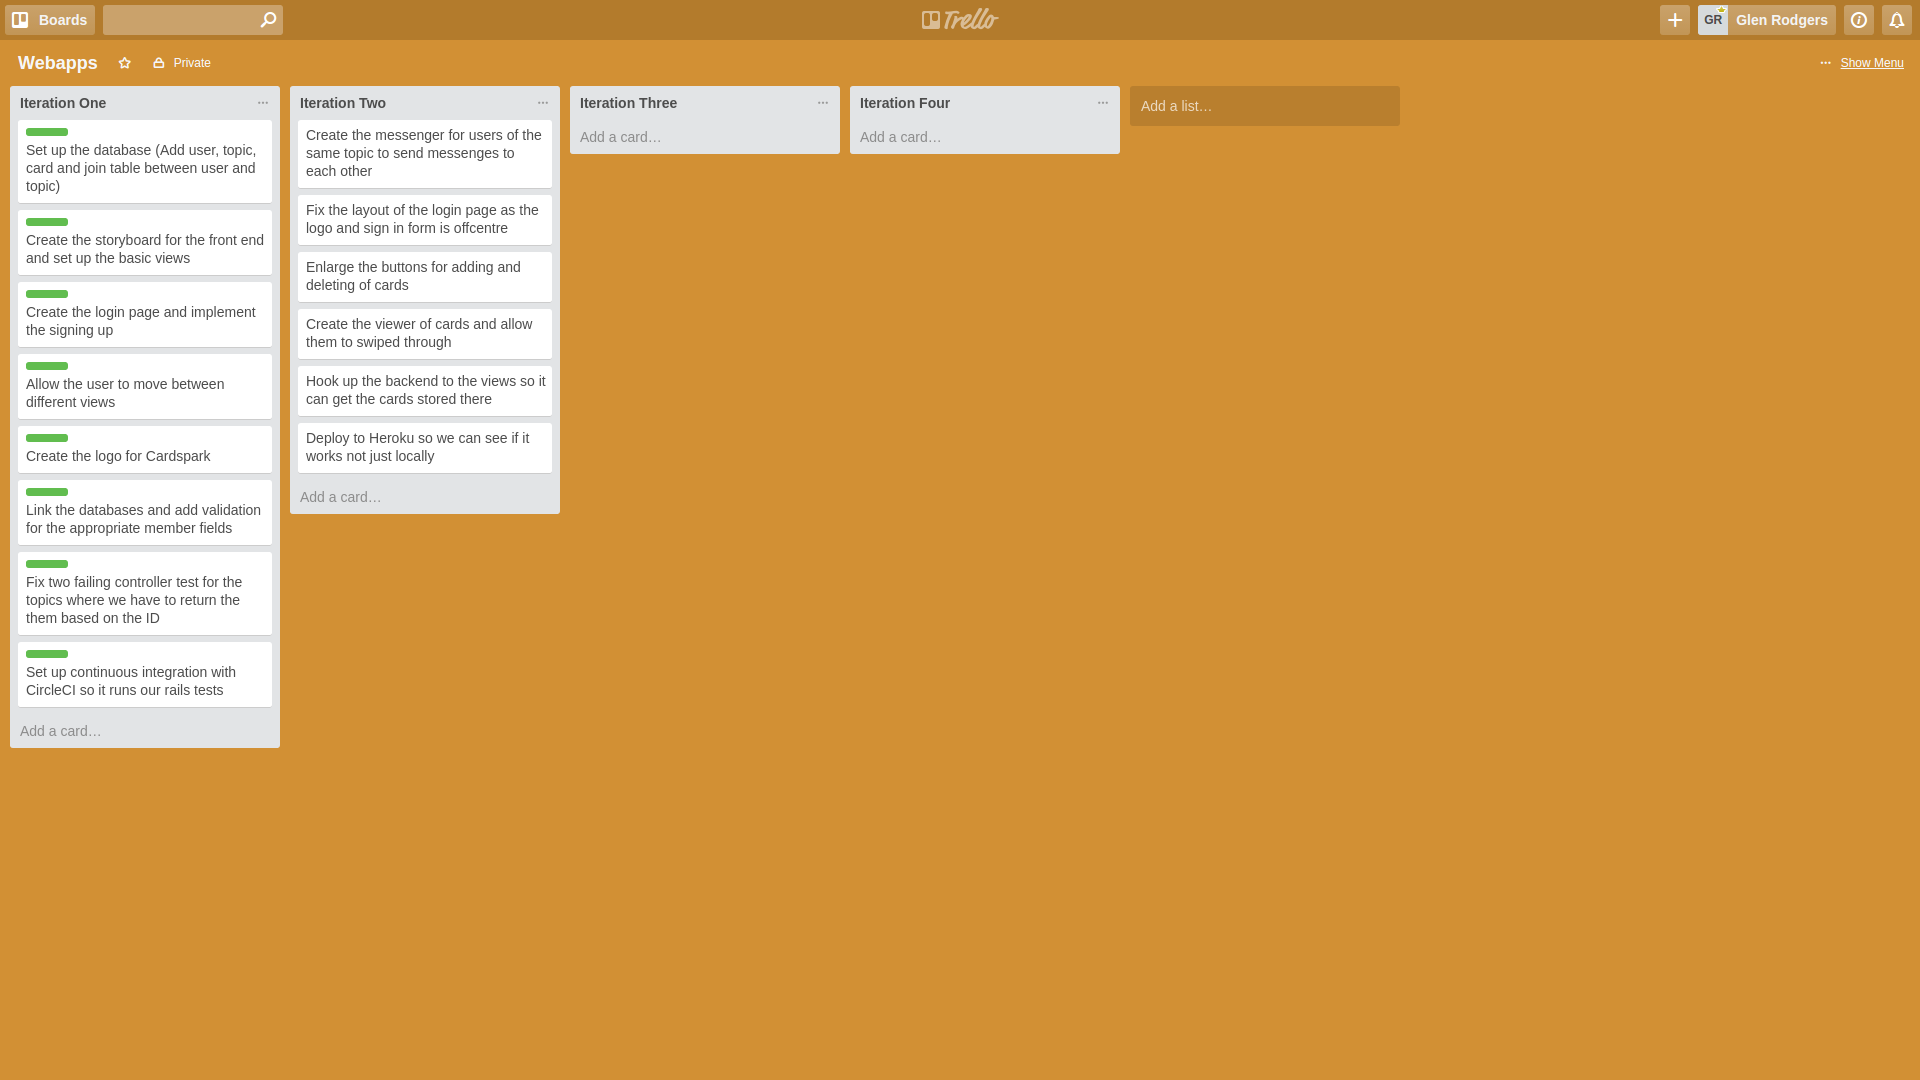 Boards
Trello
GR
Glen Rodgers
Webapps
Private
Show Menu
Iteration One
Set up the database (Add user, topic,
card and join table between user and
topic)
Create the storyboard for the front end
and set up the basic views
Create the login page and implement
the signing up
Allow the user to move between
different views
Create the logo for Cardspark
Link the databases and add validation
for the appropriate member fields
Fix two failing controller test for the
topics where we have to return the
them based on the ID
Set up continuous integration with
CircleCI so it runs our rails tests
Add a card…
Iteration Two
Create the messenger for users of the
same topic to send messenges to
each other
Fix the layout of the login page as the
logo and sign in form is offcentre
Enlarge the buttons for adding and
deleting of cards
Create the viewer of cards and allow
them to swiped through
Hook up the backend to the views so it
can get the cards stored there
Deploy to Heroku so we can see if it
works not just locally
Add a card…
Iteration Three
Add a card…
Iteration Four
Add a card…
Add a list…